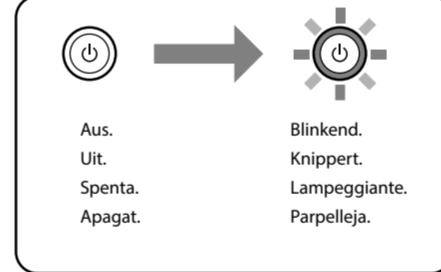 Aus.
Uit.
Spenta.
Apagat.
Blinkend.
Knippert.
Lampeggiante.
Parpelleja.